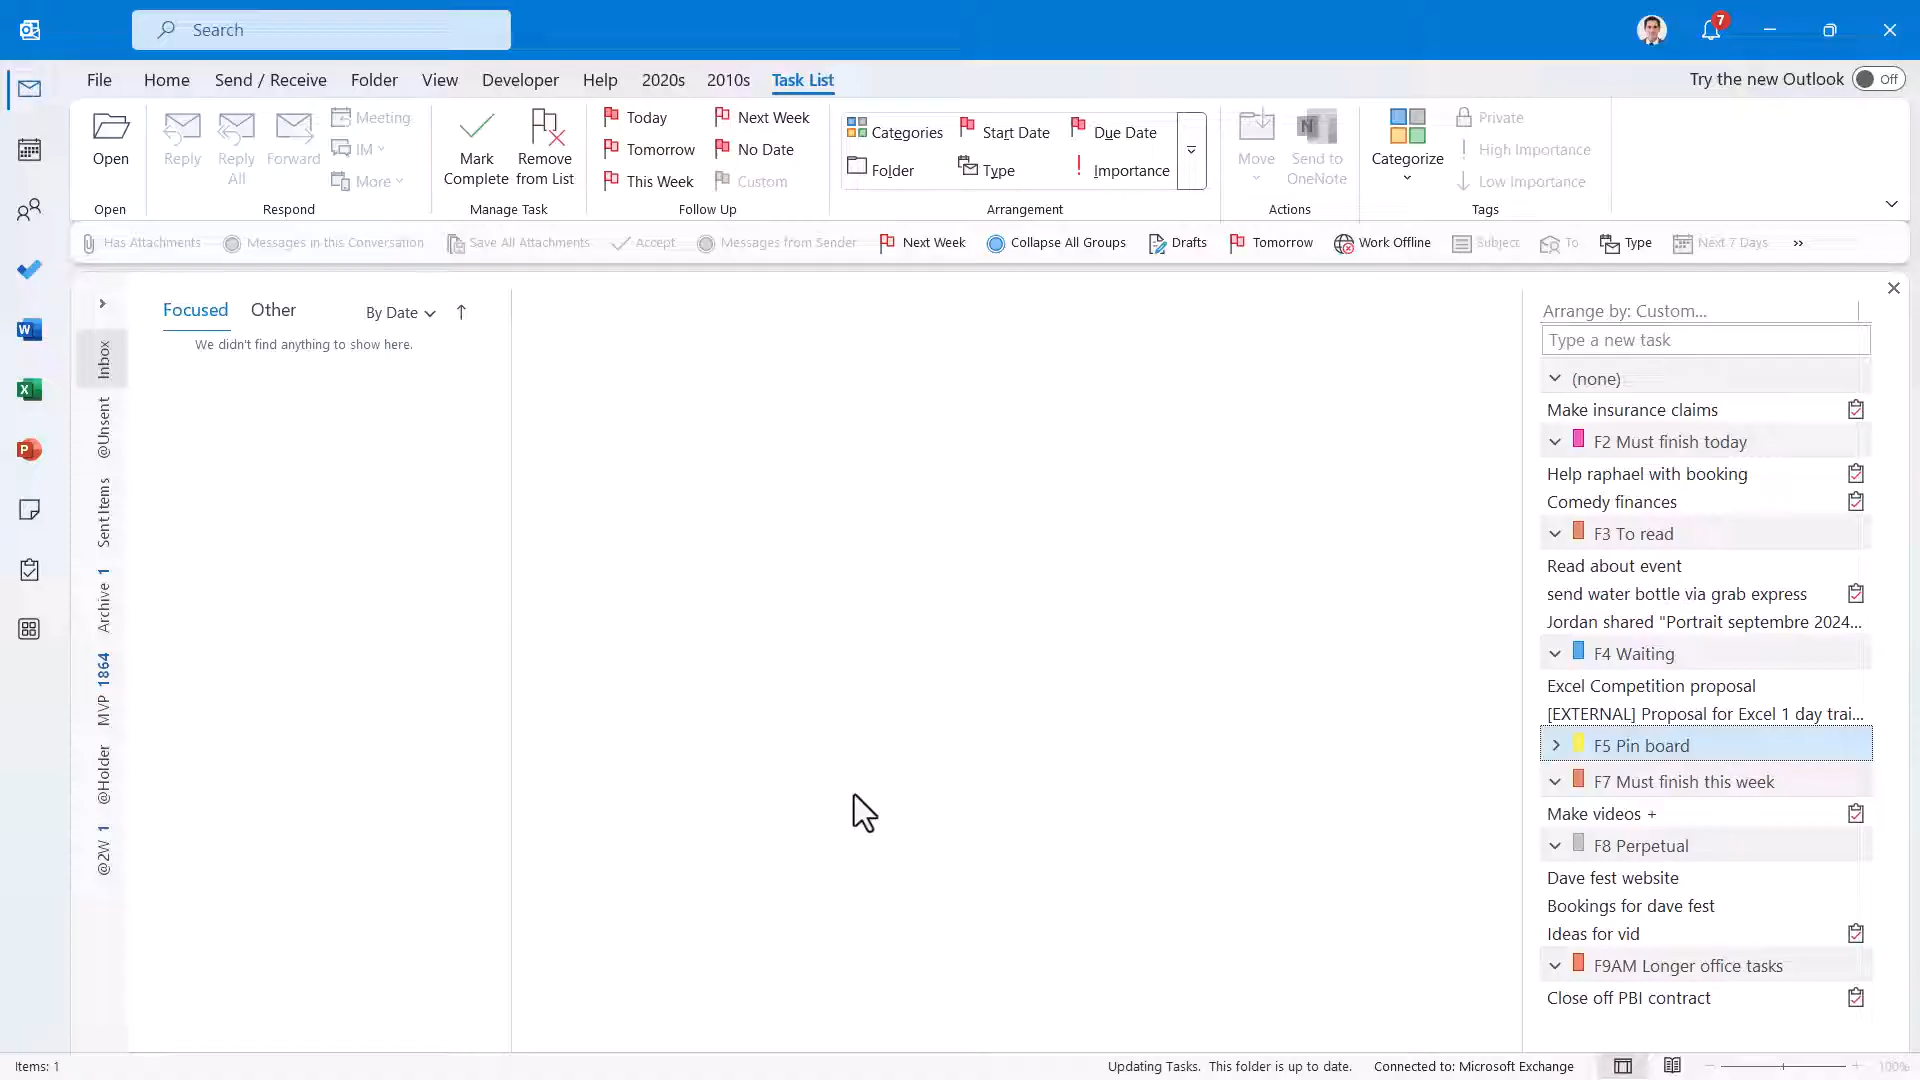 Search
7
File Home Send / Receive Folder View Developer Help 2020s 2010s Task List
Try the new Outlook Off
Open
Reply
Reply All
Forward
Meeting
IM
More
Mark Complete
Remove from List
Today
Tomorrow
This Week
Next Week
No Date
Custom
Categories
Start Date
Due Date
Folder
Type
Importance
Move
Send to OneNote
Categorize
Private
High Importance
Low Importance
Open Respond Manage Task Follow Up Arrangement Actions Tags
Has Attachments Messages in this Conversation Save All Attachments Accept Messages from Sender Next Week Collapse All Groups Drafts Tomorrow Work Offline Subject To Type Next 7 Days »
Focused Other By Date
We didn't find anything to show here.
Inbox
@Unsent
Sent Items
Archive 1
MVP 1864
@Holder
@2W 1
Arrange by: Custom...
Type a new task
(none)
Make insurance claims
F2 Must finish today
Help raphael with booking
Comedy finances
F3 To read
Read about event
send water bottle via grab express
Jordan shared "Portrait septembre 2024...
F4 Waiting
Excel Competition proposal
[EXTERNAL] Proposal for Excel 1 day trai...
F5 Pin board
F7 Must finish this week
Make videos +
F8 Perpetual
Dave fest website
Bookings for dave fest
Ideas for vid
F9AM Longer office tasks
Close off PBI contract
Items: 1
Updating Tasks. This folder is up to date. Connected to: Microsoft Exchange 100%